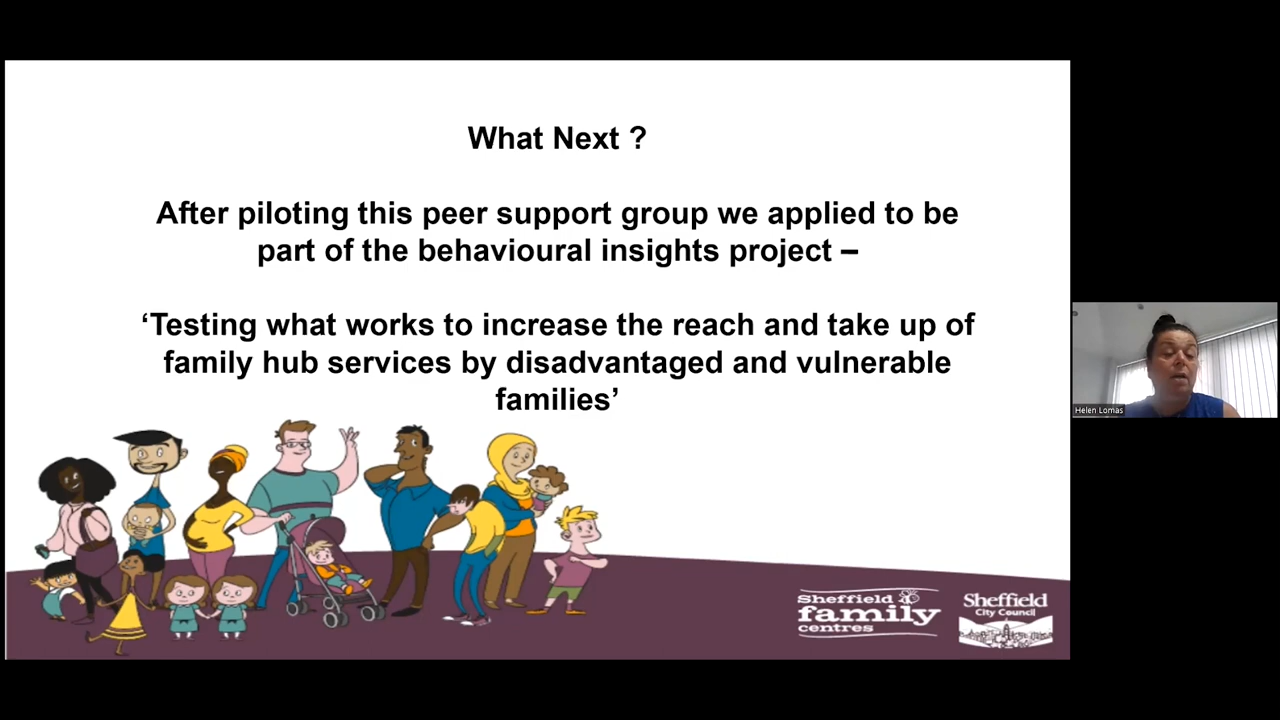 What Next ?
After piloting this peer support group we applied to be
part of the behavioural insights project –
‘Testing what works to increase the reach and take up of
family hub services by disadvantaged and vulnerable
families’
Helen Lomas
Sheffield
family
centres
Sheffield
City Council